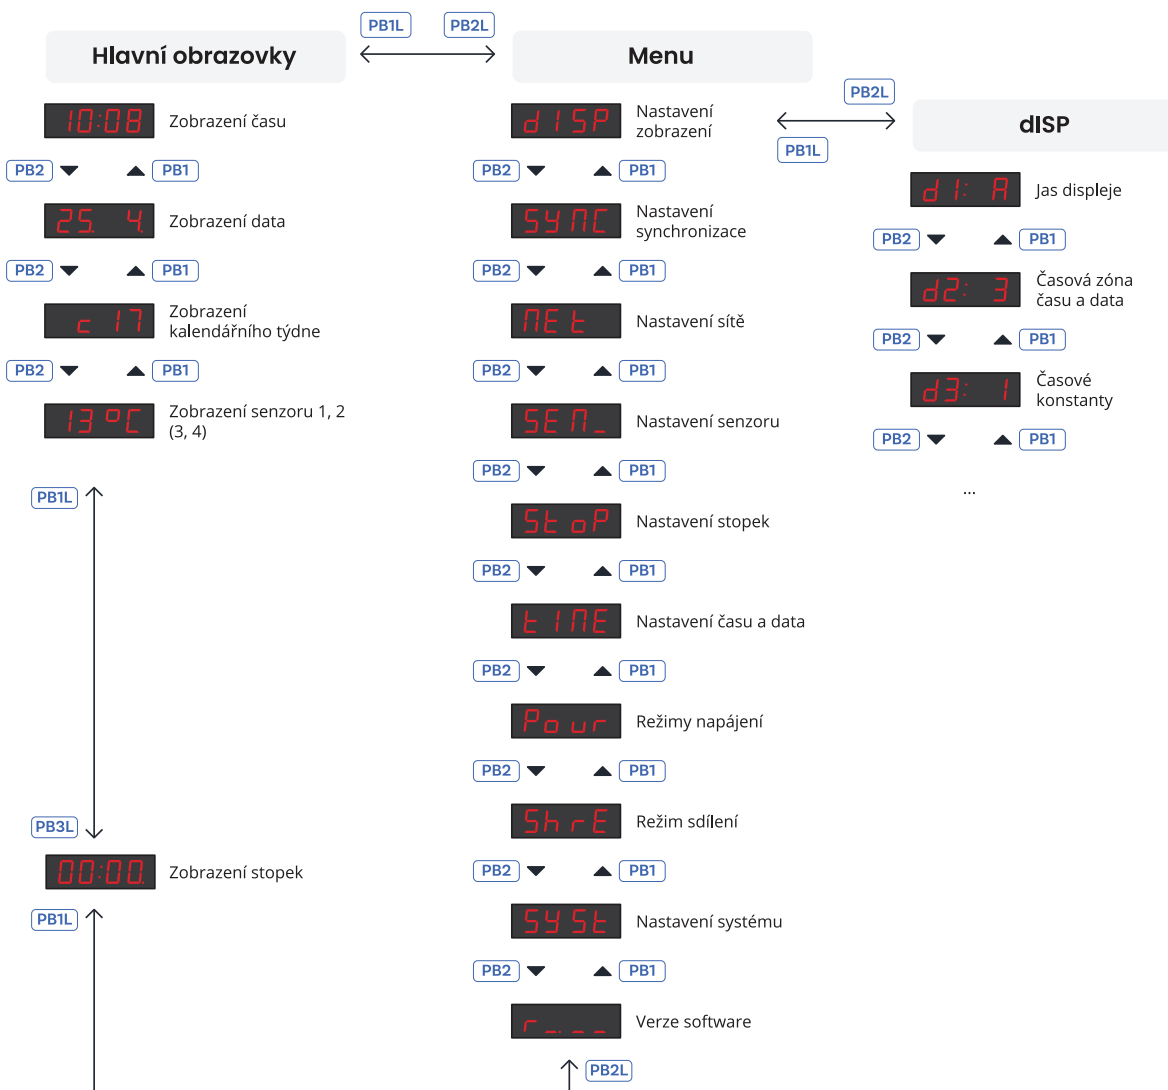 PB1L PB2L
Hlavní obrazovky
10:08 Zobrazení času
PB2 PB1
25. 4. Zobrazení data
PB2 PB1
c 17 Zobrazení
kalendářního týdne
PB2 PB1
13 °C Zobrazení senzoru 1, 2
(3, 4)
PB1L
PB3L
00:00. Zobrazení stopek
PB1L
Menu
dISP Nastavení
zobrazení
PB2 PB1
SYNC Nastavení
synchronizace
PB2 PB1
NEt Nastavení sítě
PB2 PB1
SEN_ Nastavení senzoru
PB2 PB1
StoP Nastavení stopek
PB2 PB1
tIME Nastavení času a data
PB2 PB1
Pour Režimy napájení
PB2 PB1
ShrE Režim sdílení
PB2 PB1
SYSt Nastavení systému
PB2 PB1
r _._ _ Verze software
PB2L
PB2L
PB1L
dISP
d1: A Jas displeje
PB2 PB1
d2: 3 Časová zóna
času a data
PB2 PB1
d3: 1 Časové
konstanty
PB2 PB1
...